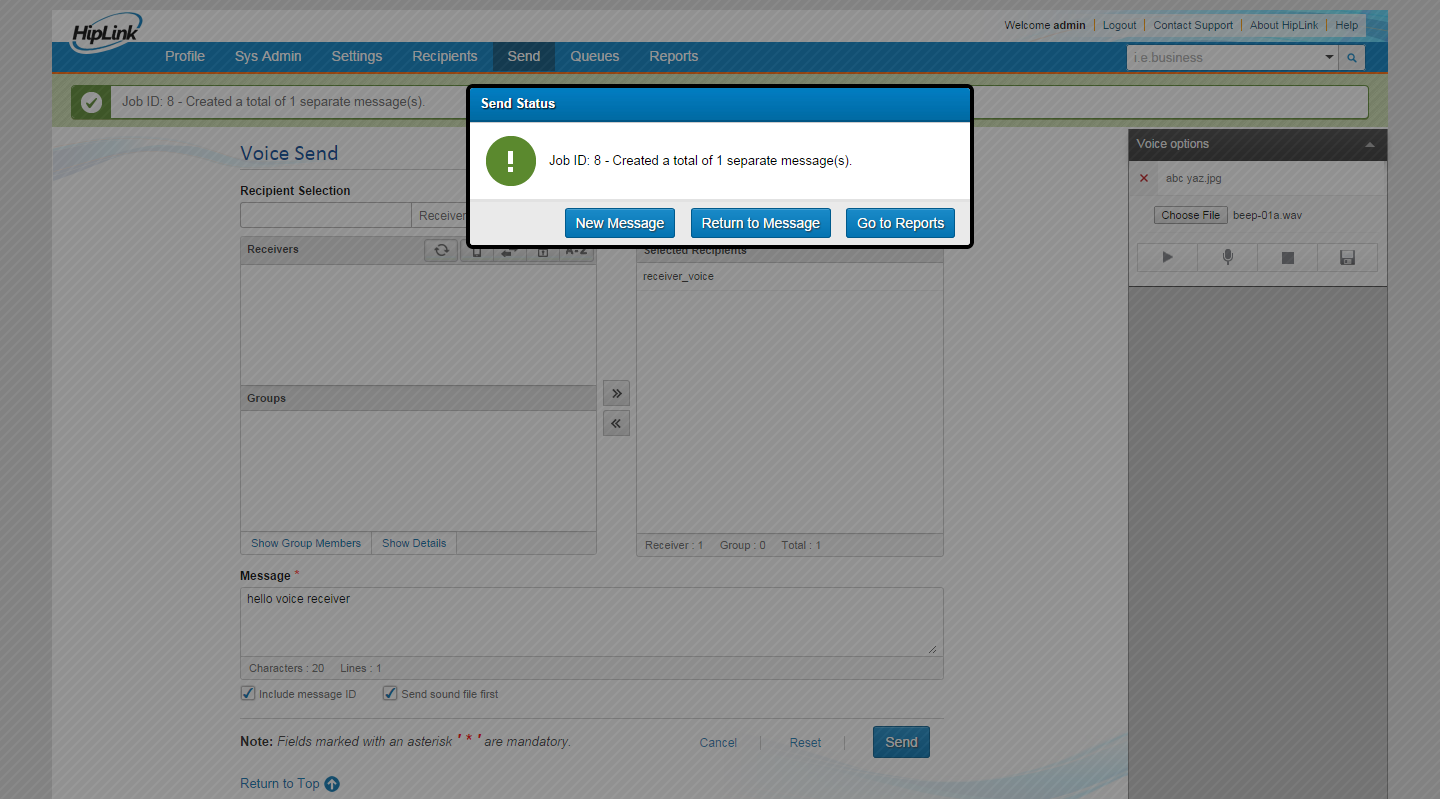 HipLink
Welcome admin Logout Contact Support About HipLink Help
Profile Sys Admin Settings Recipients Send Queues Reports
i.e.business
Job ID: 8 - Created a total of 1 separate message(s).
Send Status
Job ID: 8 - Created a total of 1 separate message(s).
New Message Return to Message Go to Reports
Voice options
abc yaz.jpg
Choose File beep-01a.wav
Voice Send
Recipient Selection
Receiver
Receivers
A-Z
Selected Recipients
receiver_voice
Groups
Show Group Members Show Details
Receiver : 1 Group : 0 Total : 1
Message *
hello voice receiver
Characters : 20 Lines : 1
Include message ID Send sound file first
Note: Fields marked with an asterisk ' * ' are mandatory.
Cancel Reset Send
Return to Top